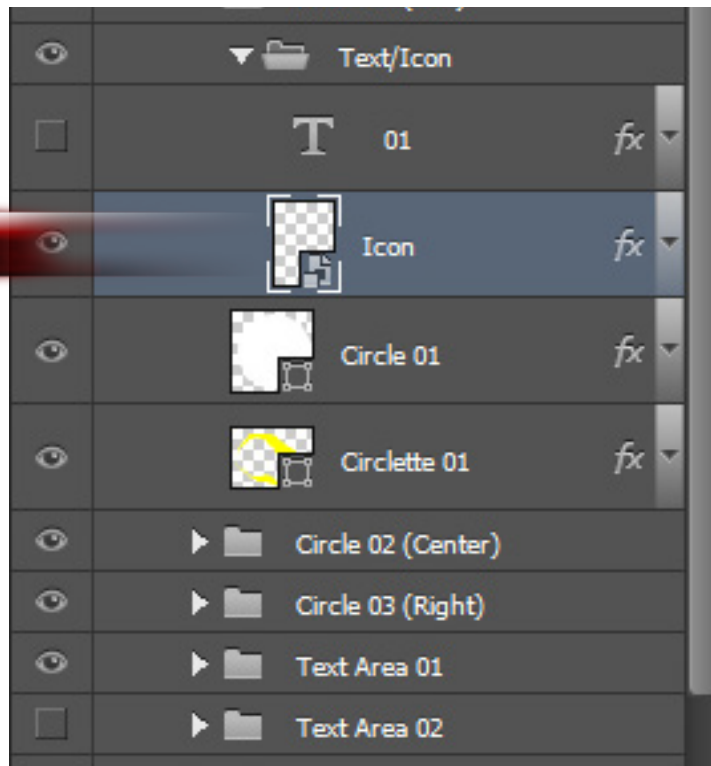 Text/Icon
T 01 fx
Icon fx
Circle 01 fx
Circlette 01 fx
Circle 02 (Center)
Circle 03 (Right)
Text Area 01
Text Area 02